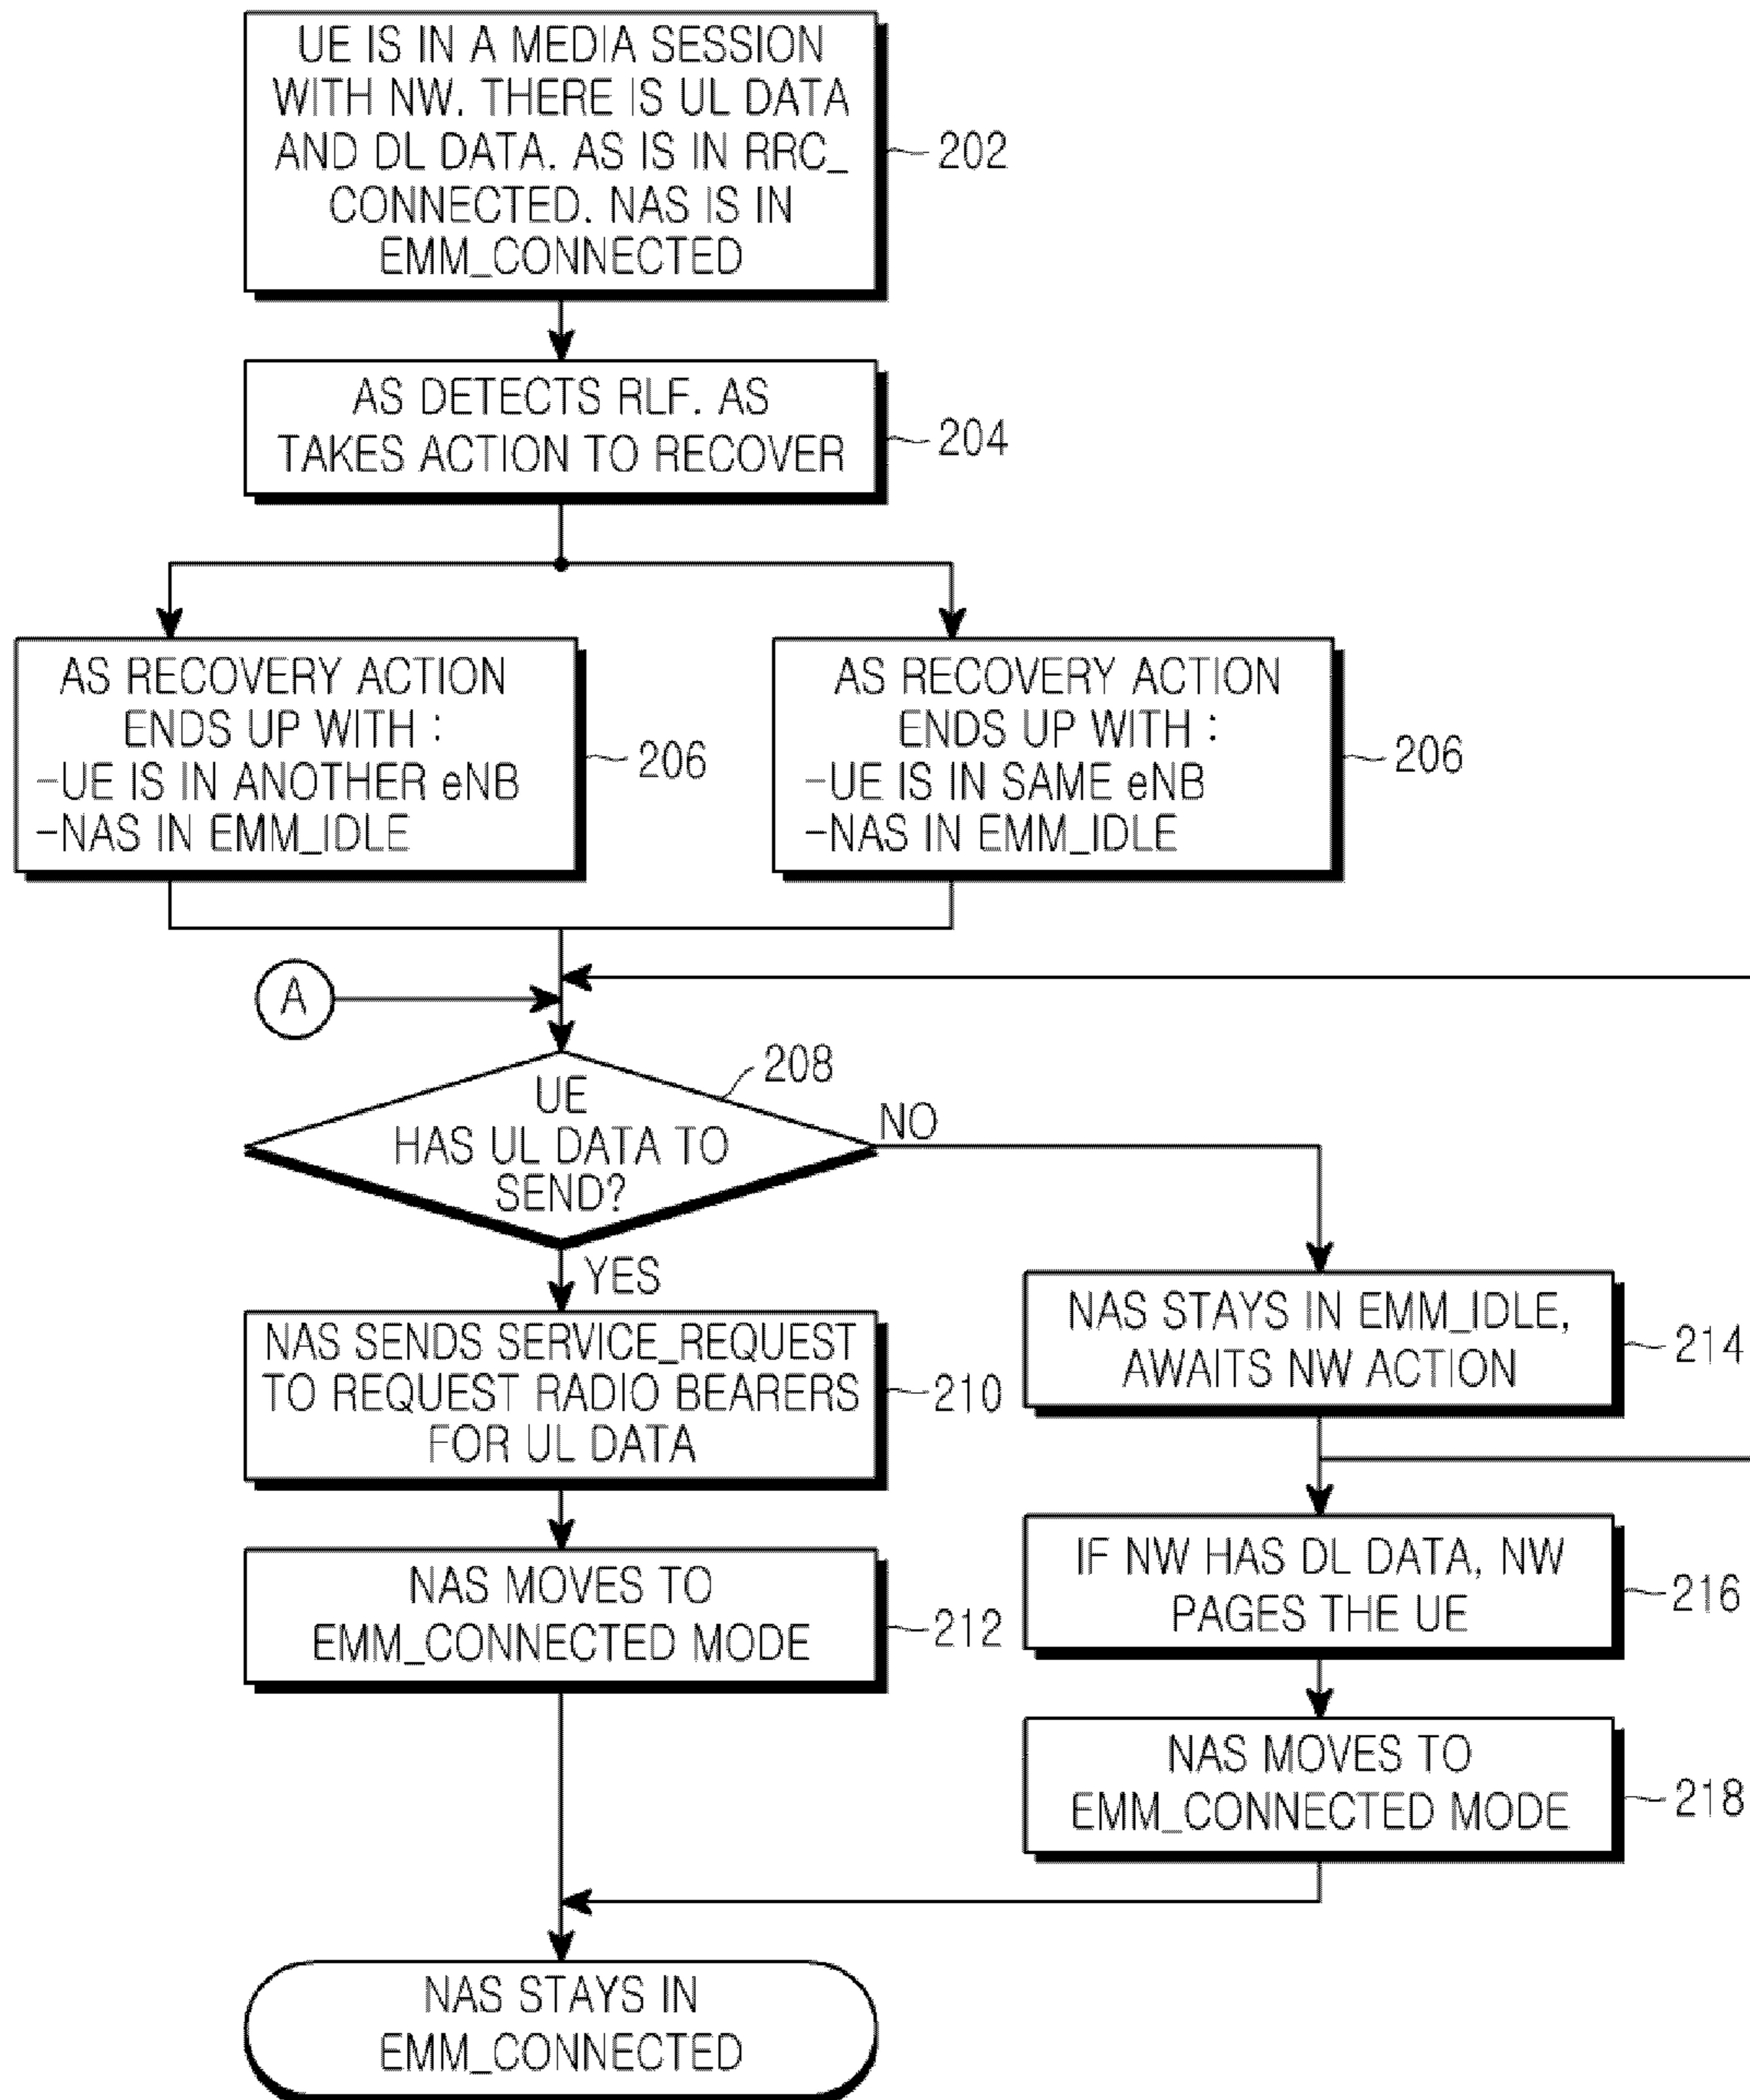 UE IS IN A MEDIA SESSION
WITH NW. THERE IS UL DATA
AND DL DATA. AS IS IN RRC_
CONNECTED. NAS IS IN
EMM_CONNECTED
202
AS DETECTS RLF. AS
TAKES ACTION TO RECOVER
204
AS RECOVERY ACTION
ENDS UP WITH :
-UE IS IN ANOTHER eNB
-NAS IN EMM_IDLE
206
AS RECOVERY ACTION
ENDS UP WITH :
-UE IS IN SAME eNB
-NAS IN EMM_IDLE
206
A
208
UE
HAS UL DATA TO
SEND?
NO
YES
NAS SENDS SERVICE_REQUEST
TO REQUEST RADIO BEARERS
FOR UL DATA
210
NAS STAYS IN EMM_IDLE,
AWAITS NW ACTION
214
NAS MOVES TO
EMM_CONNECTED MODE
212
IF NW HAS DL DATA, NW
PAGES THE UE
216
NAS MOVES TO
EMM_CONNECTED MODE
218
NAS STAYS IN
EMM_CONNECTED